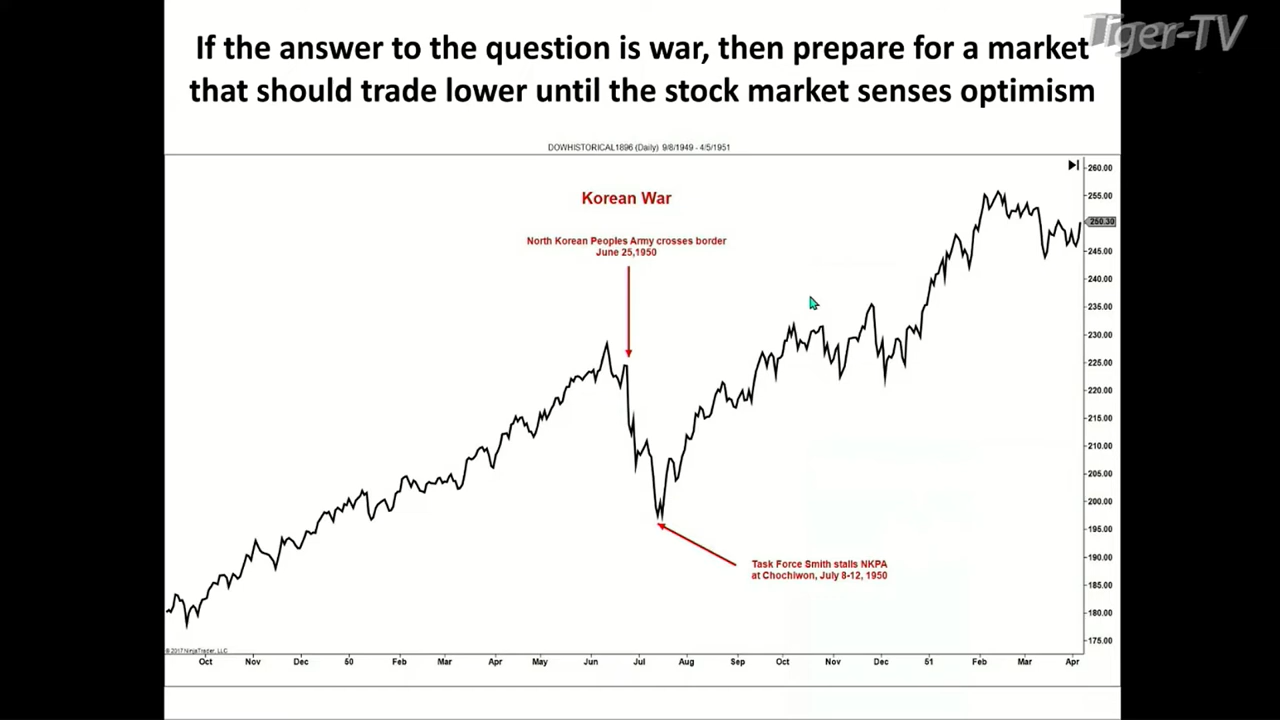 Tiger-TV
If the answer to the question is war, then prepare for a market
that should trade lower until the stock market senses optimism
DOWHISTORICAL1896 (Daily) 9/8/1949 - 4/5/1951
Korean War
North Korean Peoples Army crosses border
June 25,1950
Task Force Smith stalls NKPA
at Chochiwon, July 8-12, 1950
260.00
255.00
250.30
245.00
240.00
235.00
230.00
225.00
220.00
215.00
210.00
205.00
200.00
195.00
190.00
185.00
180.00
175.00
© 2017 NinjaTrader, LLC
Oct Nov Dec 50 Feb Mar Apr May Jun Jul Aug Sep Oct Nov Dec 51 Feb Mar Apr